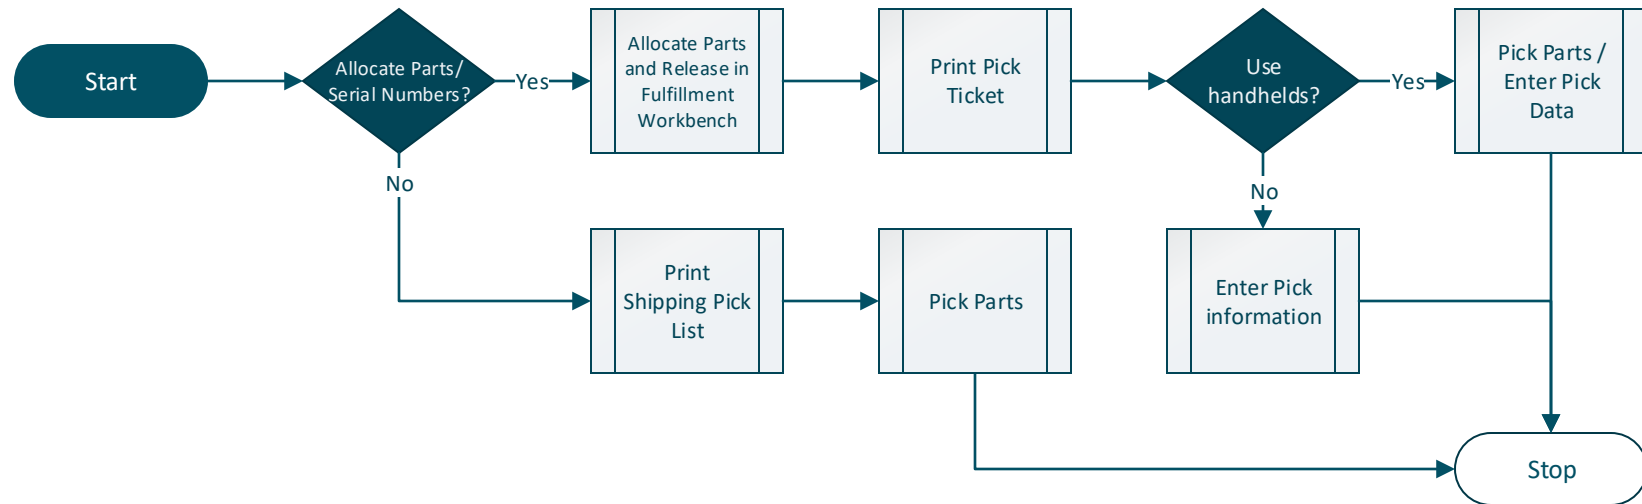 Start
Allocate Parts/
Serial Numbers?
Yes
Allocate Parts
and Release in
Fulfillment
Workbench
Print Pick
Ticket
Use
handhelds?
Yes
Pick Parts /
Enter Pick
Data
No
No
Print
Shipping Pick
List
Pick Parts
Enter Pick
information
Stop